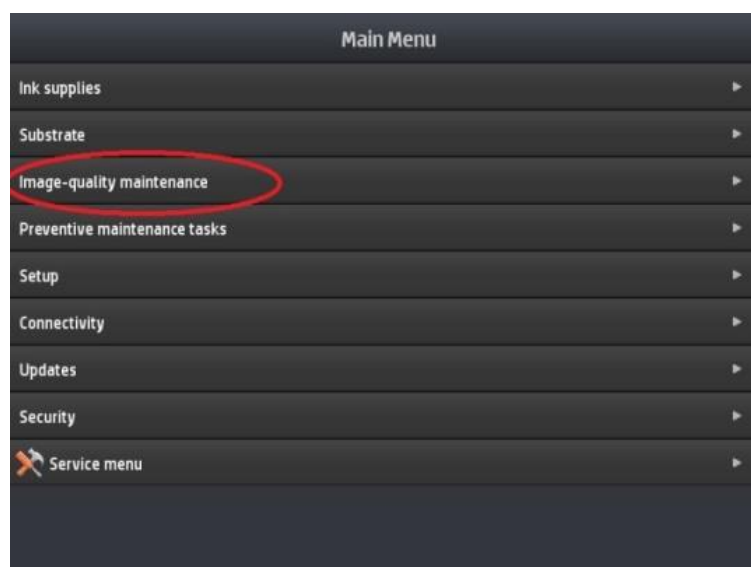 Main Menu
Ink supplies
Substrate
Image-quality maintenance
Preventive maintenance tasks
Setup
Connectivity
Updates
Security
Service menu